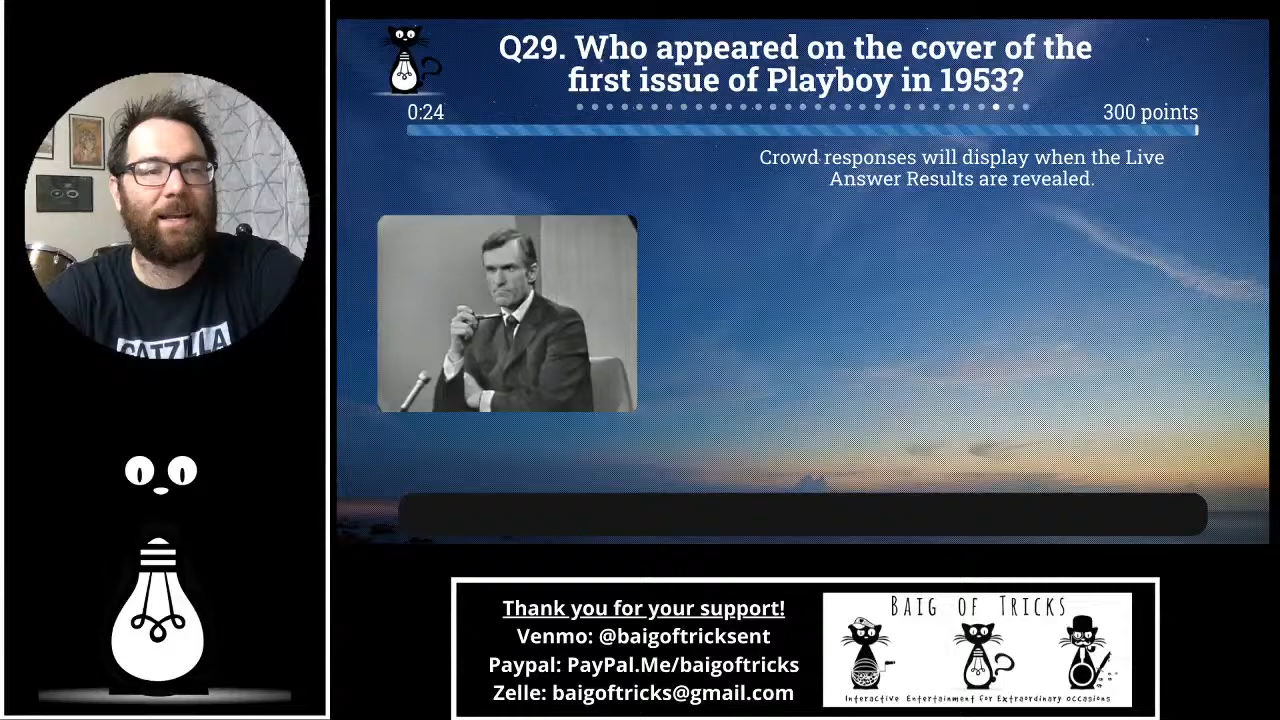 Q29. Who appeared on the cover of the
first issue of Playboy in 1953?
0:24
300 points
Crowd responses will display when the Live
Answer Results are revealed.
CATZILLA
Thank you for your support!
Venmo: @baigoftricksent
Paypal: PayPal.Me/baigoftricks
Zelle: baigoftricks@gmail.com
BAIG OF TRICKS
Interactive Entertainment for Extraordinary Occasions